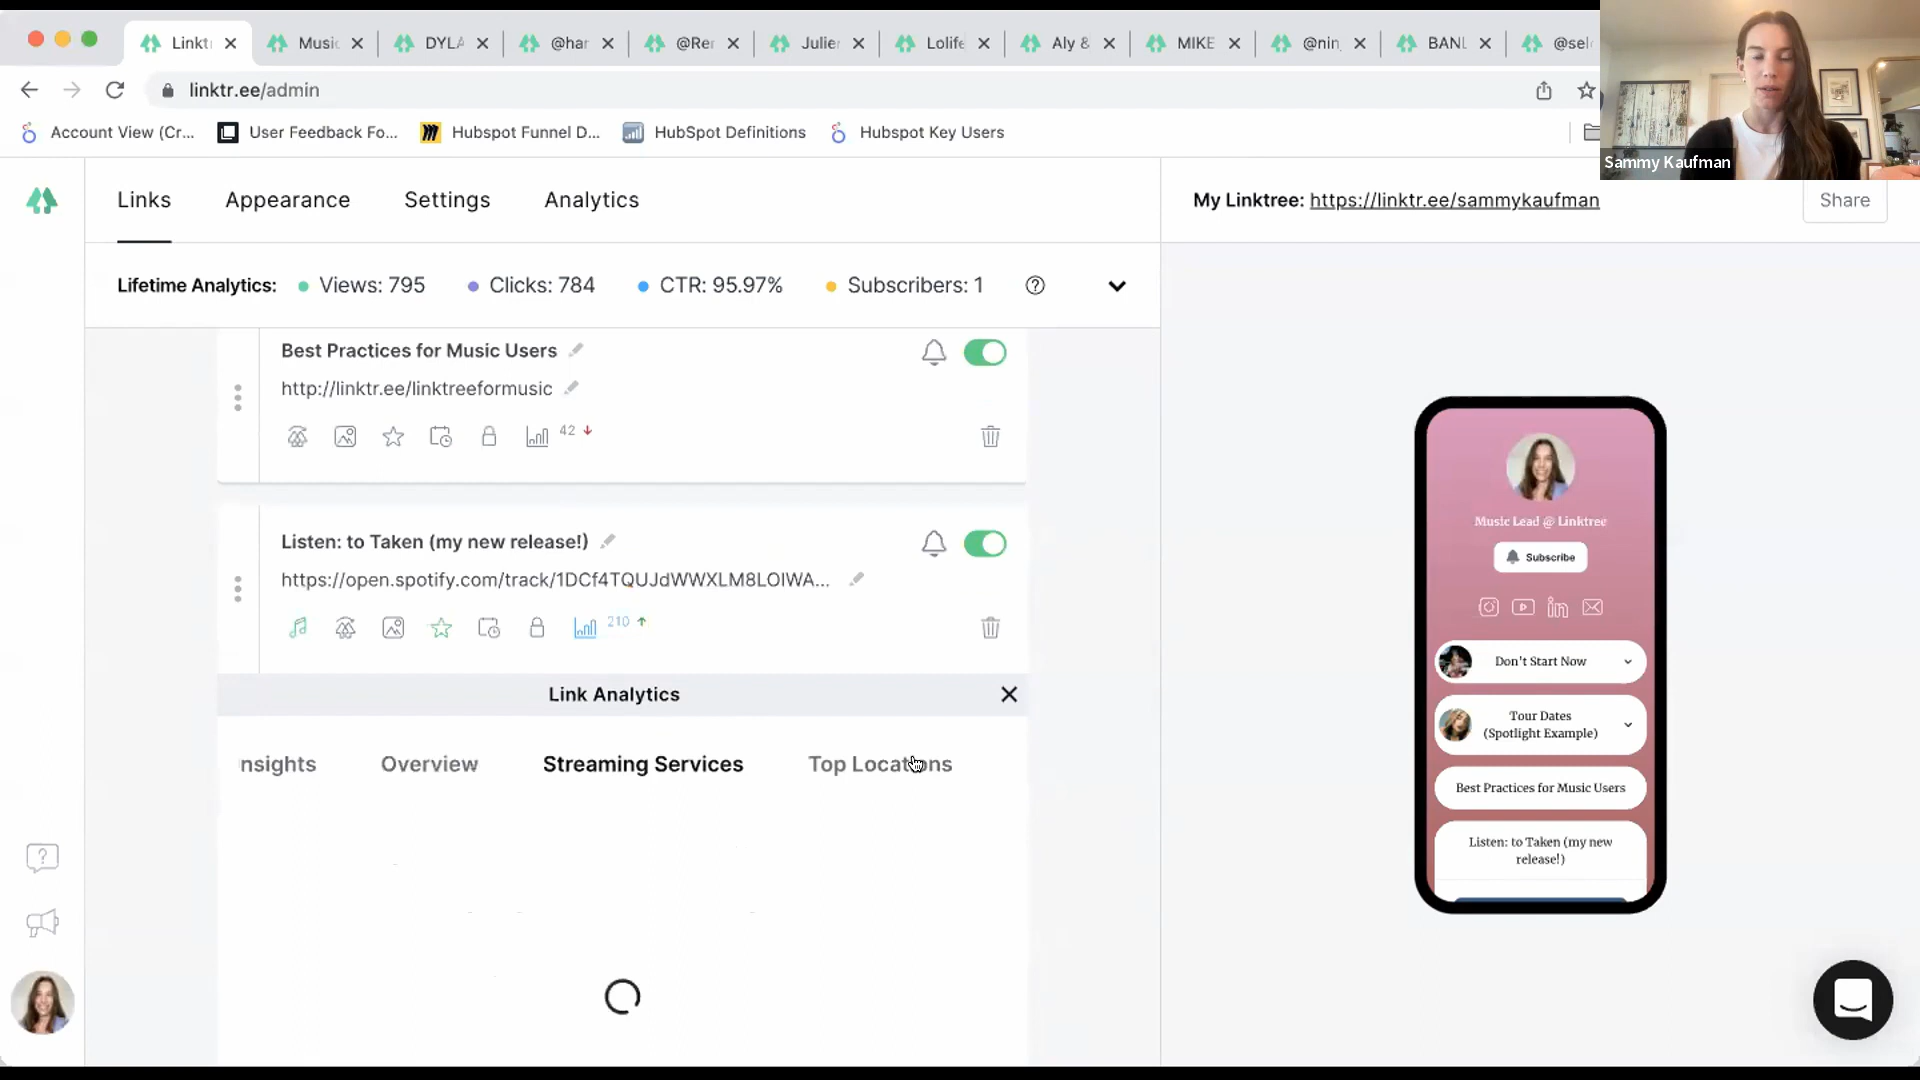 Linkt
Music
DYLA
@har
@Rer
Julie
Lolife
Aly &
MIKE
@nin
BANL
@sel
linktr.ee/admin
Account View (Cr...
User Feedback Fo...
Hubspot Funnel D...
HubSpot Definitions
Hubspot Key Users
Sammy Kaufman
Links
Appearance
Settings
Analytics
My Linktree: https://linktr.ee/sammykaufman
Share
Lifetime Analytics:
Views: 795
Clicks: 784
CTR: 95.97%
Subscribers: 1
Best Practices for Music Users
http://linktr.ee/linktreeformusic
42
Listen: to Taken (my new release!)
https://open.spotify.com/track/1DCf4TQUJdWWXLM8LOIWA...
210
Link Analytics
nsights
Overview
Streaming Services
Top Locations
Music Lead @ Linktree
Subscribe
Don't Start Now
Tour Dates
(Spotlight Example)
Best Practices for Music Users
Listen: to Taken (my new
release!)